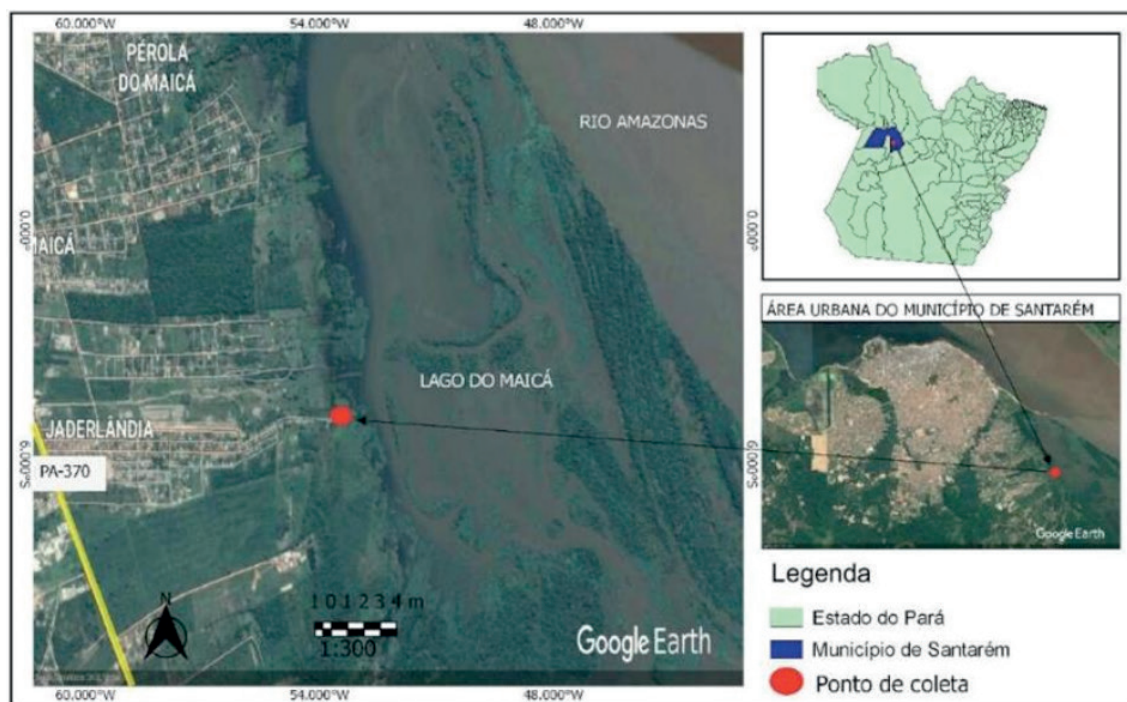 60.000°W 54.000°W 48.000°W
PÉROLA
DO MAICÁ
RIO AMAZONAS
0.000°
MAICÁ
0.000°
ÁREA URBANA DO MUNICÍPIO DE SANTARÉM
LAGO DO MAICÁ
JADERLÂNDIA
PA-370
6.000°S
6.000°S
Google Earth
Legenda
Estado do Pará
Município de Santarém
Ponto de coleta
N
1 0 1 2 3 4 m
1:300
Google Earth
60.000°W 54.000°W 48.000°W